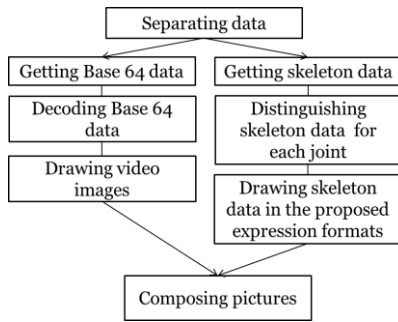 Separating data
Getting Base 64 data
Decoding Base 64
data
Drawing video
images
Getting skeleton data
Distinguishing
skeleton data for
each joint
Drawing skeleton
data in the proposed
expression formats
Composing pictures